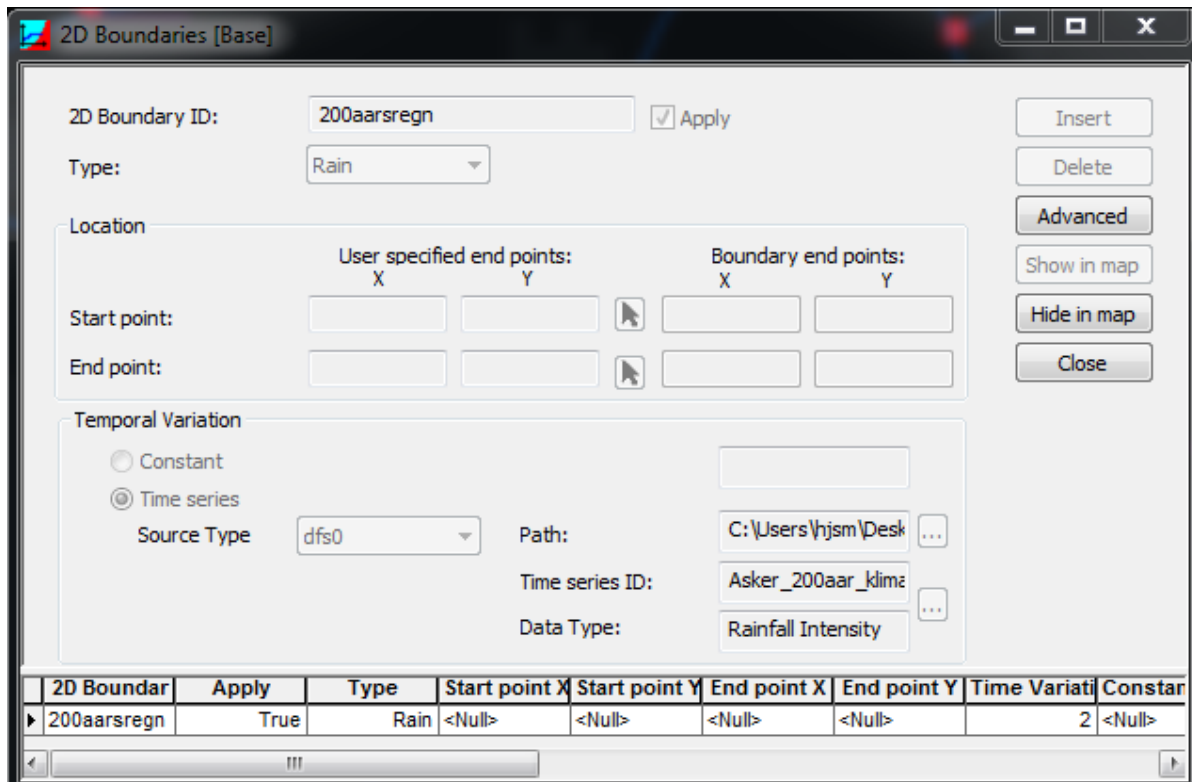 2D Boundaries [Base]
2D Boundary ID: 200aarsregn Apply Insert
Type: Rain Delete
Advanced
Location
User specified end points: Boundary end points: Show in map
X Y X Y
Start point: Hide in map
End point: Close
Temporal Variation
Constant
Time series
Source Type dfs0 Path: C:\Users\hjsm\Desk ...
Time series ID: Asker_200aar_klima ...
Data Type: Rainfall Intensity
2D Boundar Apply Type Start point X Start point Y End point X End point Y Time Variati Constan
200aarsregn True Rain <Null> <Null> <Null> <Null> 2 <Null>